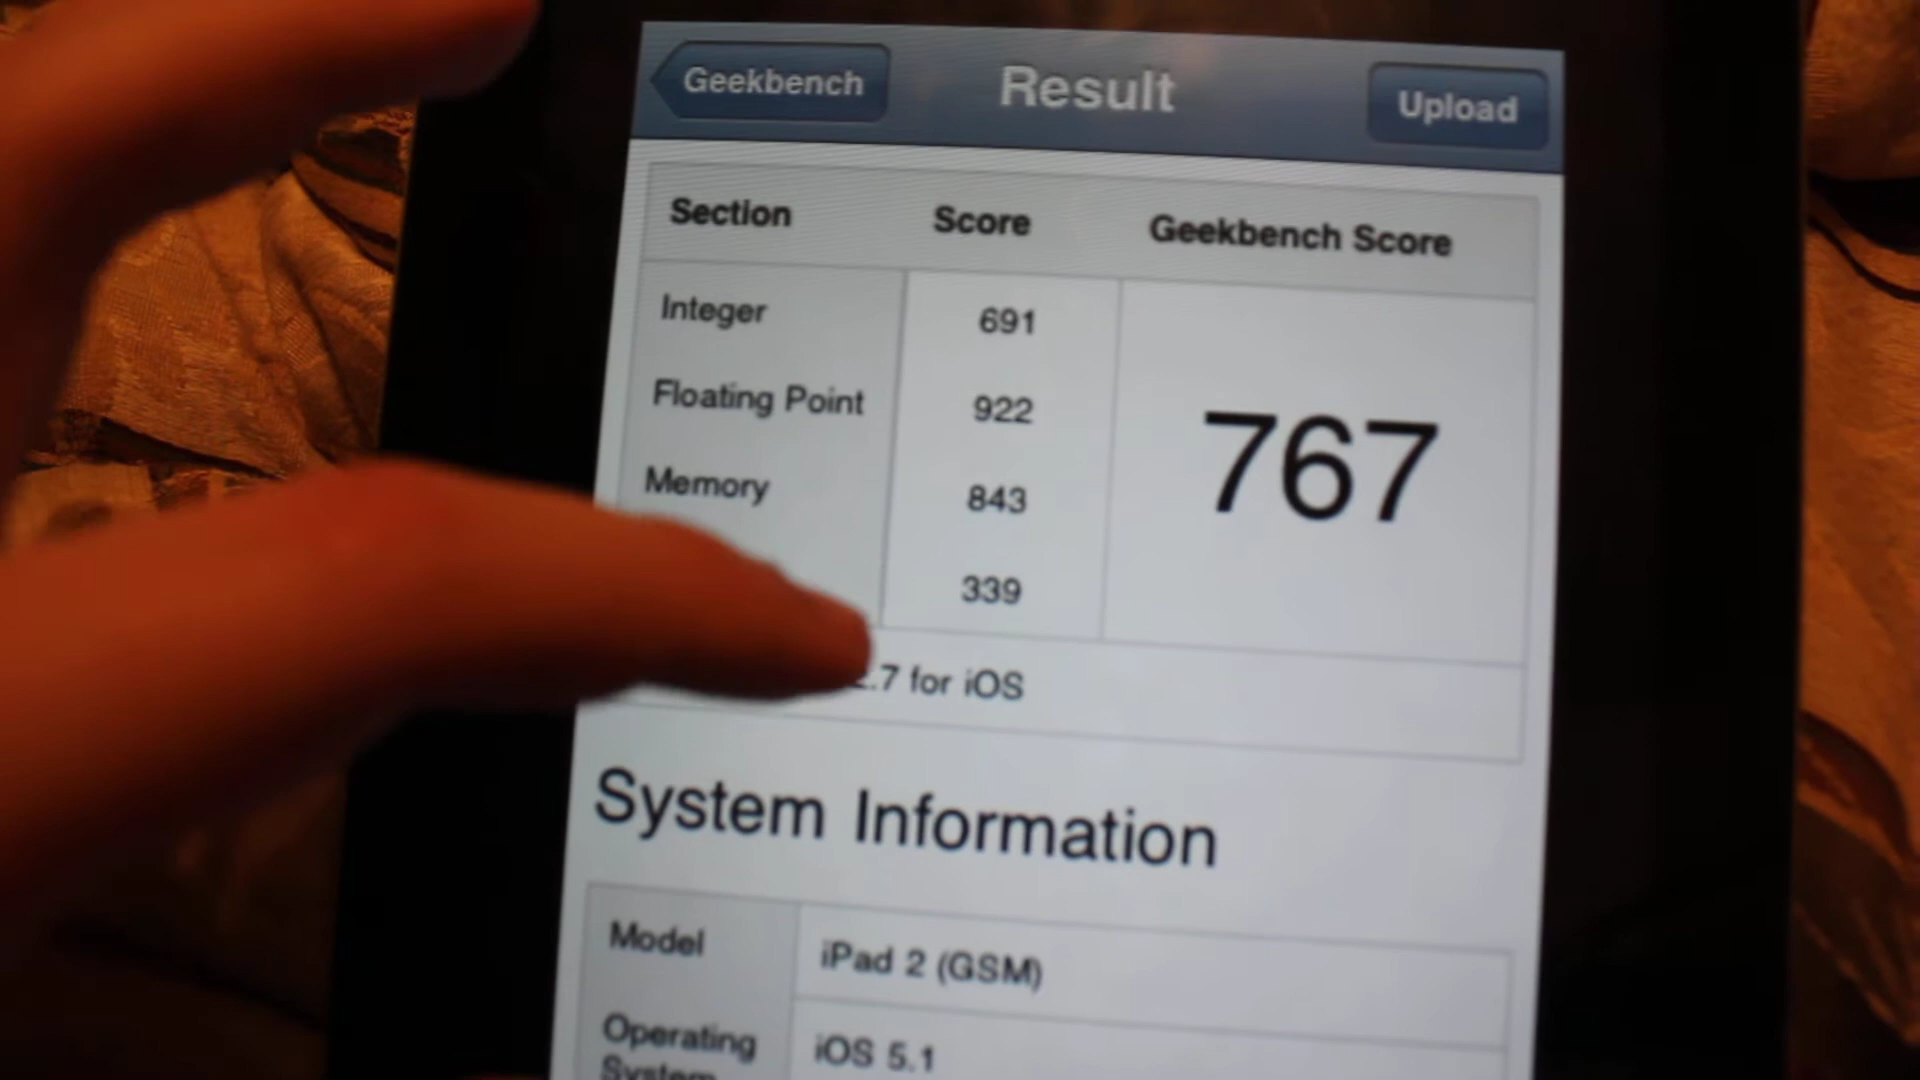 Geekbench Result Upload
Section Score Geekbench Score
Integer 691
Floating Point 922 767
Memory 843
339
.7 for iOS
System Information
Model iPad 2 (GSM)
Operating iOS 5.1
System